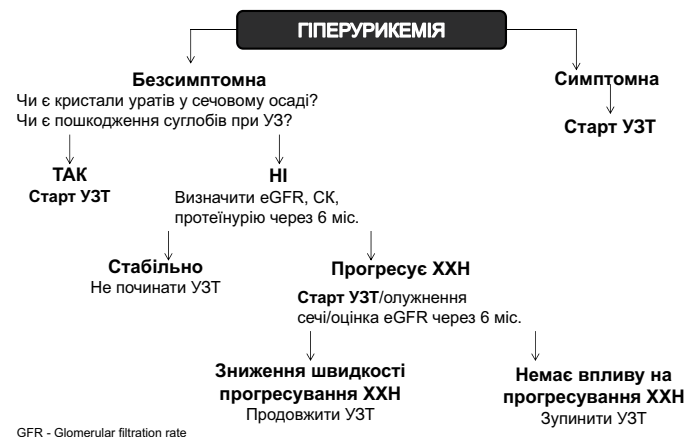 ГІПЕРУРИКЕМІЯ
Безсимптомна
Чи є кристали уратів у сечовому осаді?
Чи є пошкодження суглобів при УЗ?
Симптомна
Старт УЗТ
ТАК
Старт УЗТ
НІ
Визначити eGFR, СК,
протеїнурію через 6 міс.
Стабільно
Не починати УЗТ
Прогресує ХХН
Старт УЗТ/олужнення
сечі/оцінка eGFR через 6 міс.
Зниження швидкості
прогресування ХХН
Продовжити УЗТ
Немає впливу на
прогресування ХХН
Зупинити УЗТ
GFR - Glomerular filtration rate